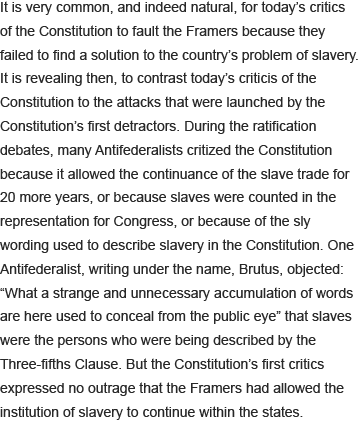 It is very common, and indeed natural, for today's critics
of the Constitution to fault the Framers because they
failed to find a solution to the country's problem of slavery.
It is revealing then, to contrast today's criticis of the
Constitution to the attacks that were launched by the
Constitution's first detractors. During the ratification
debates, many Antifederalists critized the Constitution
because it allowed the continuance of the slave trade for
20 more years, or because slaves were counted in the
representation for Congress, or because of the sly
wording used to describe slavery in the Constitution. One
Antifederalist, writing under the name, Brutus, objected:
“What a strange and unnecessary accumulation of words
are here used to conceal from the public eye” that slaves
were the persons who were being described by the
Three-fifths Clause. But the Constitution's first critics
expressed no outrage that the Framers had allowed the
institution of slavery to continue within the states.